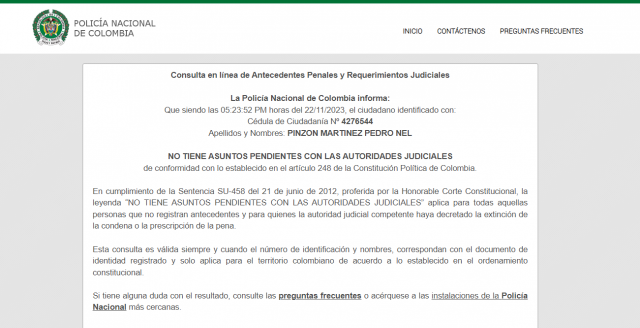 POLICÍA NACIONAL
DE COLOMBIA
INICIO CONTÁCTENOS PREGUNTAS FRECUENTES
Consulta en línea de Antecedentes Penales y Requerimientos Judiciales
La Policía Nacional de Colombia informa:
Que siendo las 05:23:52 PM horas del 22/11/2023, el ciudadano identificado con:
Cédula de Ciudadanía Nº 4276544
Apellidos y Nombres: PINZON MARTINEZ PEDRO NEL
NO TIENE ASUNTOS PENDIENTES CON LAS AUTORIDADES JUDICIALES
de conformidad con lo establecido en el artículo 248 de la Constitución Política de Colombia.
En cumplimiento de la Sentencia SU-458 del 21 de junio de 2012, proferida por la Honorable Corte Constitucional, la
leyenda "NO TIENE ASUNTOS PENDIENTES CON LAS AUTORIDADES JUDICIALES" aplica para todas aquellas
personas que no registran antecedentes y para quienes la autoridad judicial competente haya decretado la extinción de
la condena o la prescripción de la pena.
Esta consulta es válida siempre y cuando el número de identificación y nombres, correspondan con el documento de
identidad registrado y solo aplica para el territorio colombiano de acuerdo a lo establecido en el ordenamiento
constitucional.
Si tiene alguna duda con el resultado, consulte las preguntas frecuentes o acérquese a las instalaciones de la Policía
Nacional más cercanas.